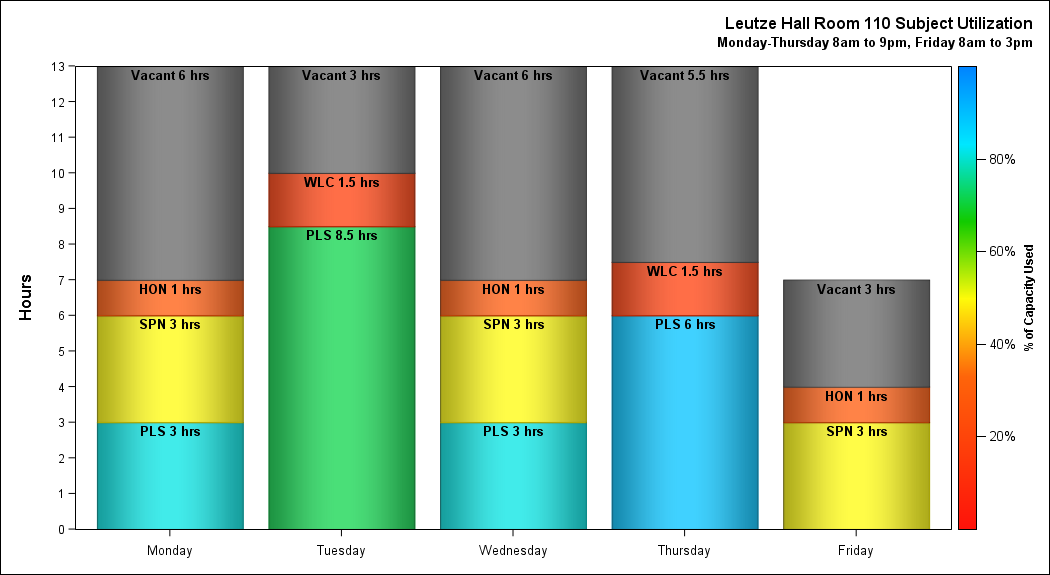 Leutze Hall Room 110 Subject Utilization
Monday-Thursday 8am to 9pm, Friday 8am to 3pm
Hours
13
12
11
10
9
8
7
6
5
4
3
2
1
0
Vacant 6 hrs
HON 1 hrs
SPN 3 hrs
PLS 3 hrs
Monday
Vacant 3 hrs
WLC 1.5 hrs
PLS 8.5 hrs
Tuesday
Vacant 6 hrs
HON 1 hrs
SPN 3 hrs
PLS 3 hrs
Wednesday
Vacant 5.5 hrs
WLC 1.5 hrs
PLS 6 hrs
Thursday
Vacant 3 hrs
HON 1 hrs
SPN 3 hrs
Friday
80%
60%
40%
20%
% of Capacity Used